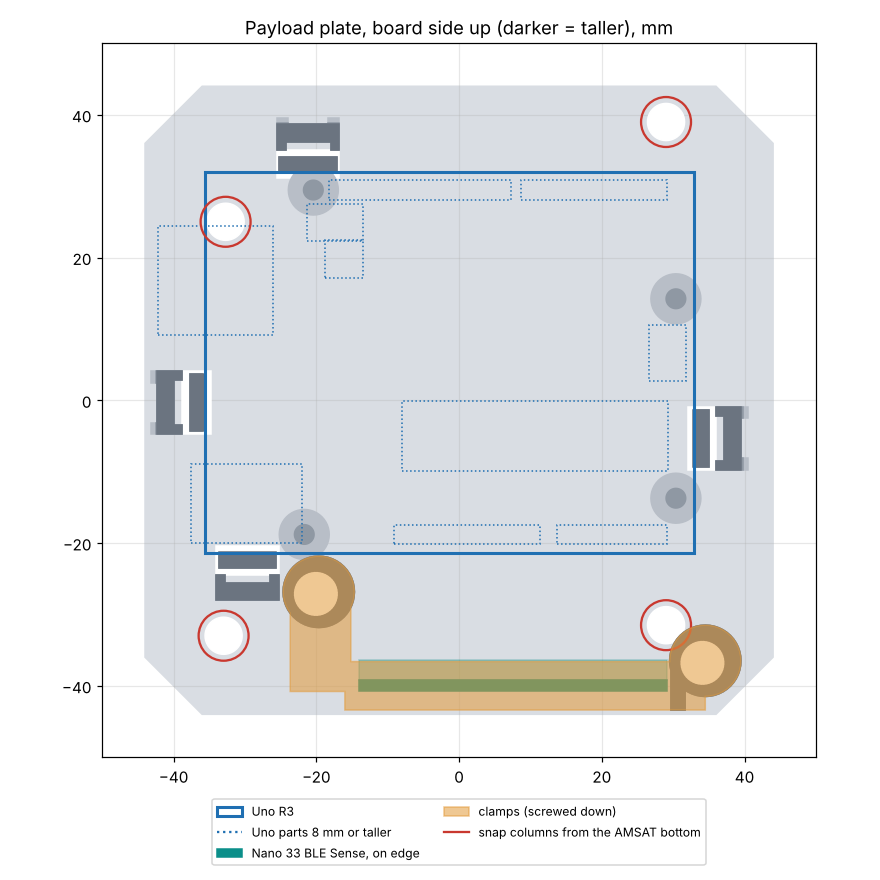 Payload plate, board side up (darker = taller), mm
40
20
0
−20
−40
−40
−20
0
20
40
Uno R3
Uno parts 8 mm or taller
Nano 33 BLE Sense, on edge
clamps (screwed down)
snap columns from the AMSAT bottom